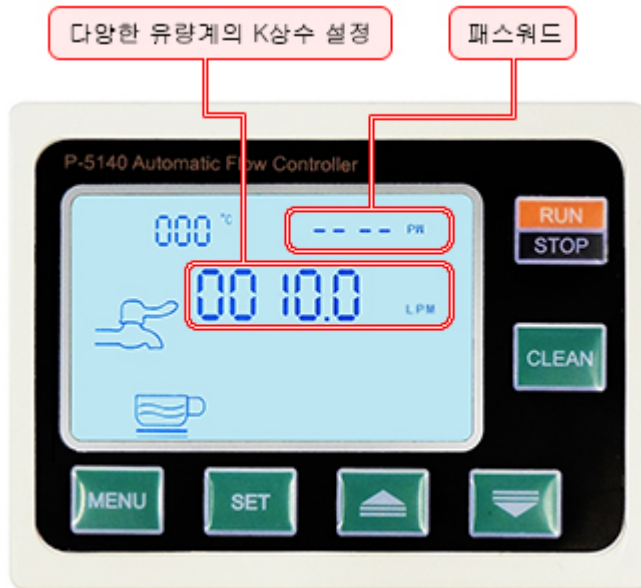 다양한 유량계의 K상수 설정
패스워드
P-5140 Automatic Flow Controller
000 °C
---- PW
0010.0 LPM
RUN
STOP
CLEAN
MENU
SET